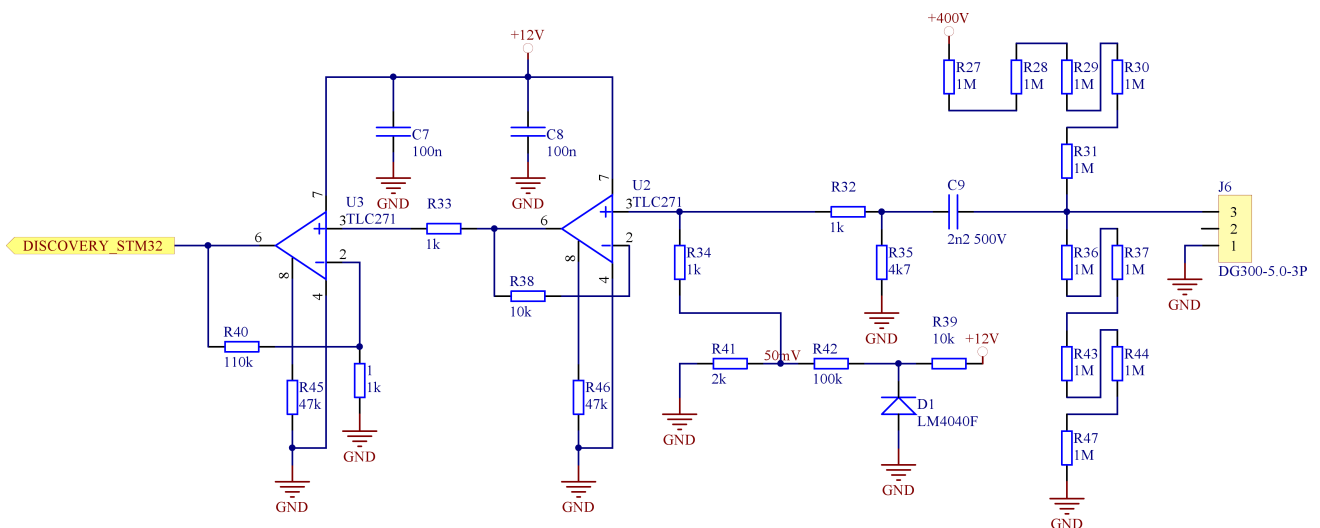 +400V
R27
1M
R28
1M
R29
1M
R30
1M
+12V
C7
100n
GND
C8
100n
GND
R31
1M
J6
3
2
1
DG300-5.0-3P
GND
7
U3
TLC271
3
2
6
8
4
R33
1k
7
U2
TLC271
3
2
6
8
4
R32
1k
C9
2n2 500V
DISCOVERY_STM32
R34
1k
R35
4k7
GND
R36
1M
R37
1M
R38
10k
R40
110k
1
1k
GND
R45
47k
GND
R46
47k
GND
R41
2k
GND
50mV
R42
100k
R39
10k
+12V
D1
LM4040F
GND
R43
1M
R44
1M
R47
1M
GND